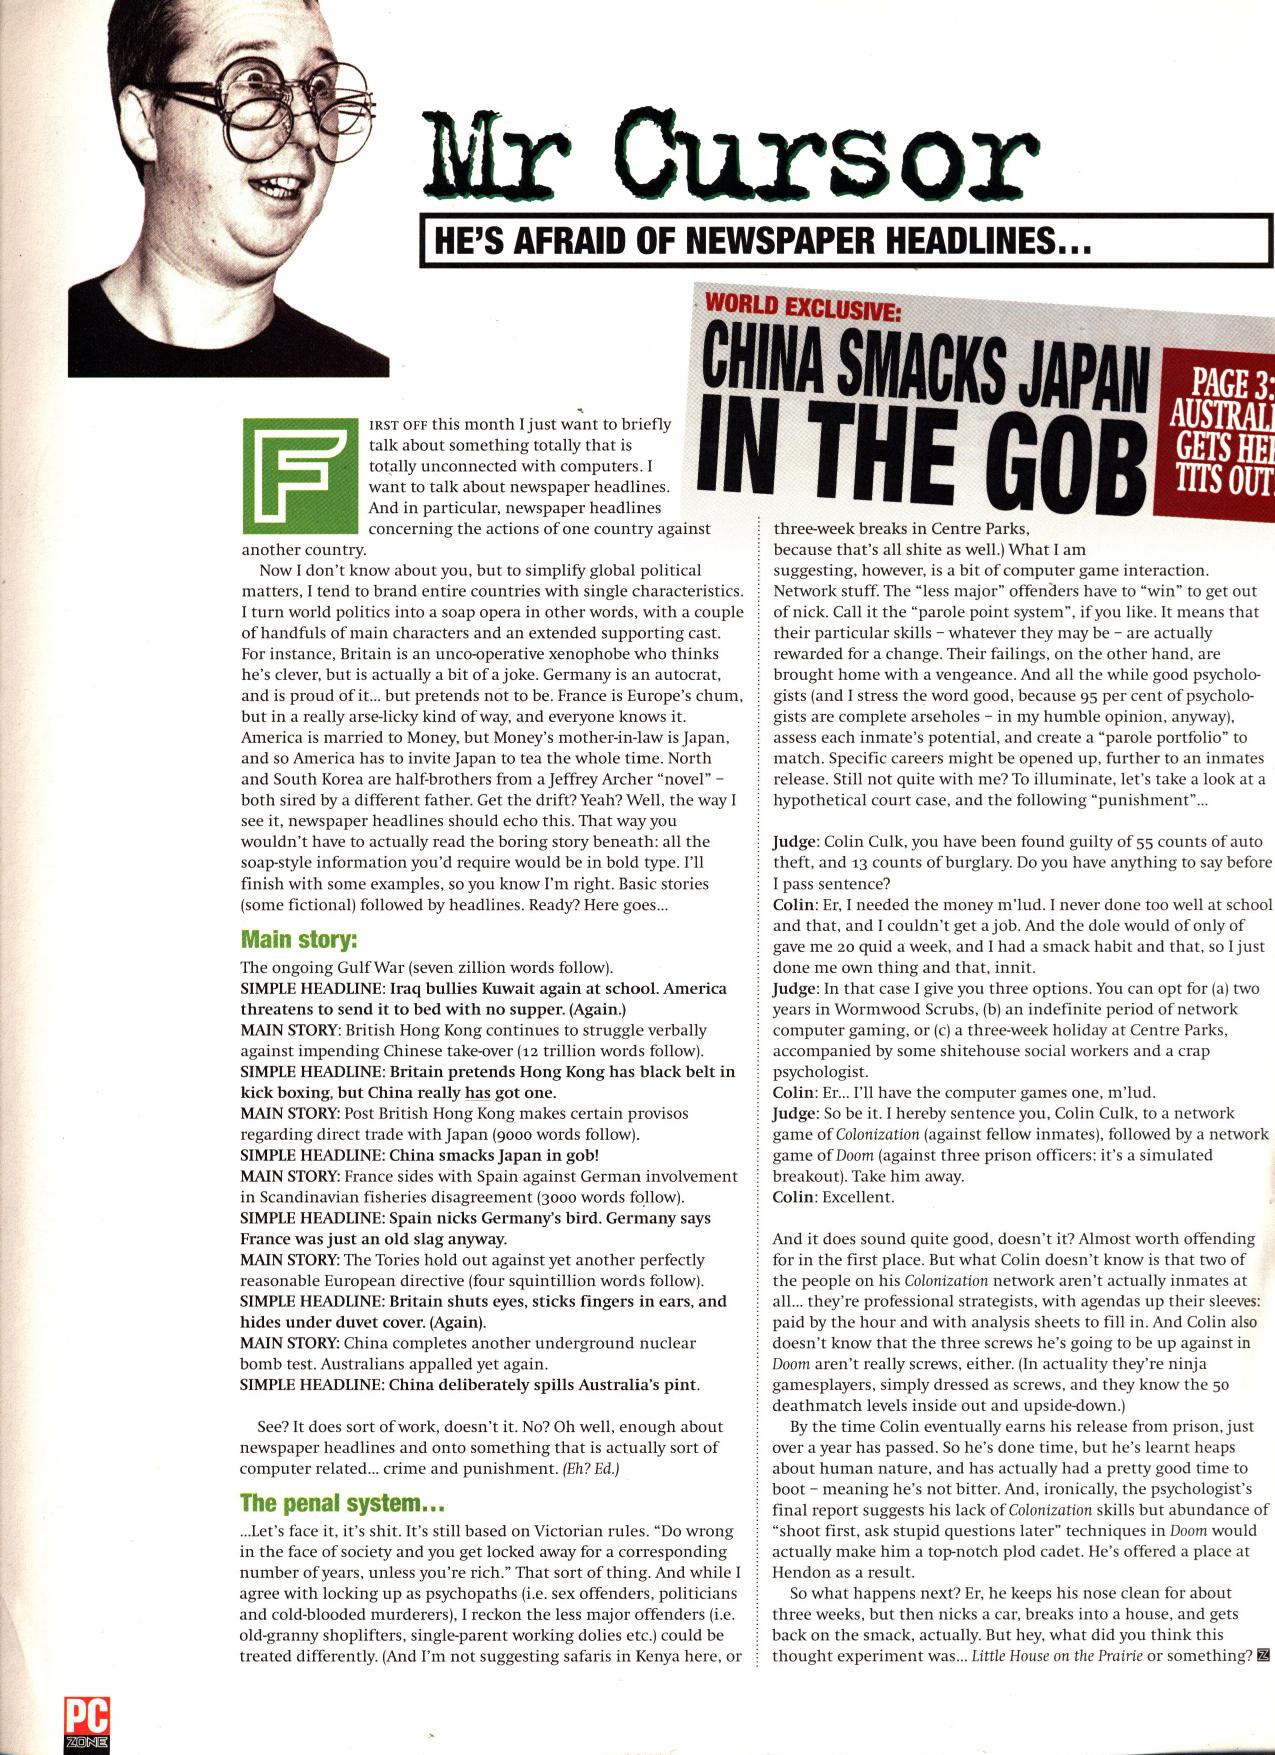 Mr Cursor
HE'S AFRAID OF NEWSPAPER HEADLINES...
WORLD EXCLUSIVE:
CHINA SMACKS JAPAN
IN THE GOB
PAGE 3:
AUSTRALI
GETS HER
TITS OUT
FIRST OFF this month I just want to briefly
talk about something totally that is
totally unconnected with computers. I
want to talk about newspaper headlines.
And in particular, newspaper headlines
concerning the actions of one country against
another country.
Now I don't know about you, but to simplify global political
matters, I tend to brand entire countries with single characteristics.
I turn world politics into a soap opera in other words, with a couple
of handfuls of main characters and an extended supporting cast.
For instance, Britain is an unco-operative xenophobe who thinks
he's clever, but is actually a bit of a joke. Germany is an autocrat,
and is proud of it... but pretends not to be. France is Europe's chum,
but in a really arse-licky kind of way, and everyone knows it.
America is married to Money, but Money's mother-in-law is Japan,
and so America has to invite Japan to tea the whole time. North
and South Korea are half-brothers from a Jeffrey Archer “novel” –
both sired by a different father. Get the drift? Yeah? Well, the way I
see it, newspaper headlines should echo this. That way you
wouldn't have to actually read the boring story beneath: all the
soap-style information you'd require would be in bold type. I'll
finish with some examples, so you know I'm right. Basic stories
(some fictional) followed by headlines. Ready? Here goes...
Main story:
The ongoing Gulf War (seven zillion words follow).
SIMPLE HEADLINE: Iraq bullies Kuwait again at school. America
threatens to send it to bed with no supper. (Again.)
MAIN STORY: British Hong Kong continues to struggle verbally
against impending Chinese take-over (12 trillion words follow).
SIMPLE HEADLINE: Britain pretends Hong Kong has black belt in
kick boxing, but China really has got one.
MAIN STORY: Post British Hong Kong makes certain provisos
regarding direct trade with Japan (9000 words follow).
SIMPLE HEADLINE: China smacks Japan in gob!
MAIN STORY: France sides with Spain against German involvement
in Scandinavian fisheries disagreement (3000 words follow).
SIMPLE HEADLINE: Spain nicks Germany's bird. Germany says
France was just an old slag anyway.
MAIN STORY: The Tories hold out against yet another perfectly
reasonable European directive (four squintillion words follow).
SIMPLE HEADLINE: Britain shuts eyes, sticks fingers in ears, and
hides under duvet cover. (Again).
MAIN STORY: China completes another underground nuclear
bomb test. Australians appalled yet again.
SIMPLE HEADLINE: China deliberately spills Australia's pint.
See? It does sort of work, doesn't it. No? Oh well, enough about
newspaper headlines and onto something that is actually sort of
computer related... crime and punishment. (Eh? Ed.)
The penal system...
...Let's face it, it's shit. It's still based on Victorian rules. “Do wrong
in the face of society and you get locked away for a corresponding
number of years, unless you're rich.” That sort of thing. And while I
agree with locking up as psychopaths (i.e. sex offenders, politicians
and cold-blooded murderers), I reckon the less major offenders (i.e.
old-granny shoplifters, single-parent working dolies etc.) could be
treated differently. (And I'm not suggesting safaris in Kenya here, or
three-week breaks in Centre Parks,
because that's all shite as well.) What I am
suggesting, however, is a bit of computer game interaction.
Network stuff. The “less major” offenders have to “win” to get out
of nick. Call it the “parole point system”, if you like. It means that
their particular skills – whatever they may be – are actually
rewarded for a change. Their failings, on the other hand, are
brought home with a vengeance. And all the while good psycholo-
gists (and I stress the word good, because 95 per cent of psycholo-
gists are complete arseholes – in my humble opinion, anyway),
assess each inmate's potential, and create a “parole portfolio” to
match. Specific careers might be opened up, further to an inmates
release. Still not quite with me? To illuminate, let's take a look at a
hypothetical court case, and the following “punishment”...
Judge: Colin Culk, you have been found guilty of 55 counts of auto
theft, and 13 counts of burglary. Do you have anything to say before
I pass sentence?
Colin: Er, I needed the money m'lud. I never done too well at school
and that, and I couldn't get a job. And the dole would of only of
gave me 20 quid a week, and I had a smack habit and that, so I just
done me own thing and that, innit.
Judge: In that case I give you three options. You can opt for (a) two
years in Wormwood Scrubs, (b) an indefinite period of network
computer gaming, or (c) a three-week holiday at Centre Parks,
accompanied by some shitehouse social workers and a crap
psychologist.
Colin: Er... I'll have the computer games one, m'lud.
Judge: So be it. I hereby sentence you, Colin Culk, to a network
game of Colonization (against fellow inmates), followed by a network
game of Doom (against three prison officers: it's a simulated
breakout). Take him away.
Colin: Excellent.
And it does sound quite good, doesn't it? Almost worth offending
for in the first place. But what Colin doesn't know is that two of
the people on his Colonization network aren't actually inmates at
all... they're professional strategists, with agendas up their sleeves:
paid by the hour and with analysis sheets to fill in. And Colin also
doesn't know that the three screws he's going to be up against in
Doom aren't really screws, either. (In actuality they're ninja
gamesplayers, simply dressed as screws, and they know the 50
deathmatch levels inside out and upside-down.)
By the time Colin eventually earns his release from prison, just
over a year has passed. So he's done time, but he's learnt heaps
about human nature, and has actually had a pretty good time to
boot – meaning he's not bitter. And, ironically, the psychologist's
final report suggests his lack of Colonization skills but abundance of
“shoot first, ask stupid questions later” techniques in Doom would
actually make him a top-notch plod cadet. He's offered a place at
Hendon as a result.
So what happens next? Er, he keeps his nose clean for about
three weeks, but then nicks a car, breaks into a house, and gets
back on the smack, actually. But hey, what did you think this
thought experiment was... Little House on the Prairie or something? Z
PC
ZONE